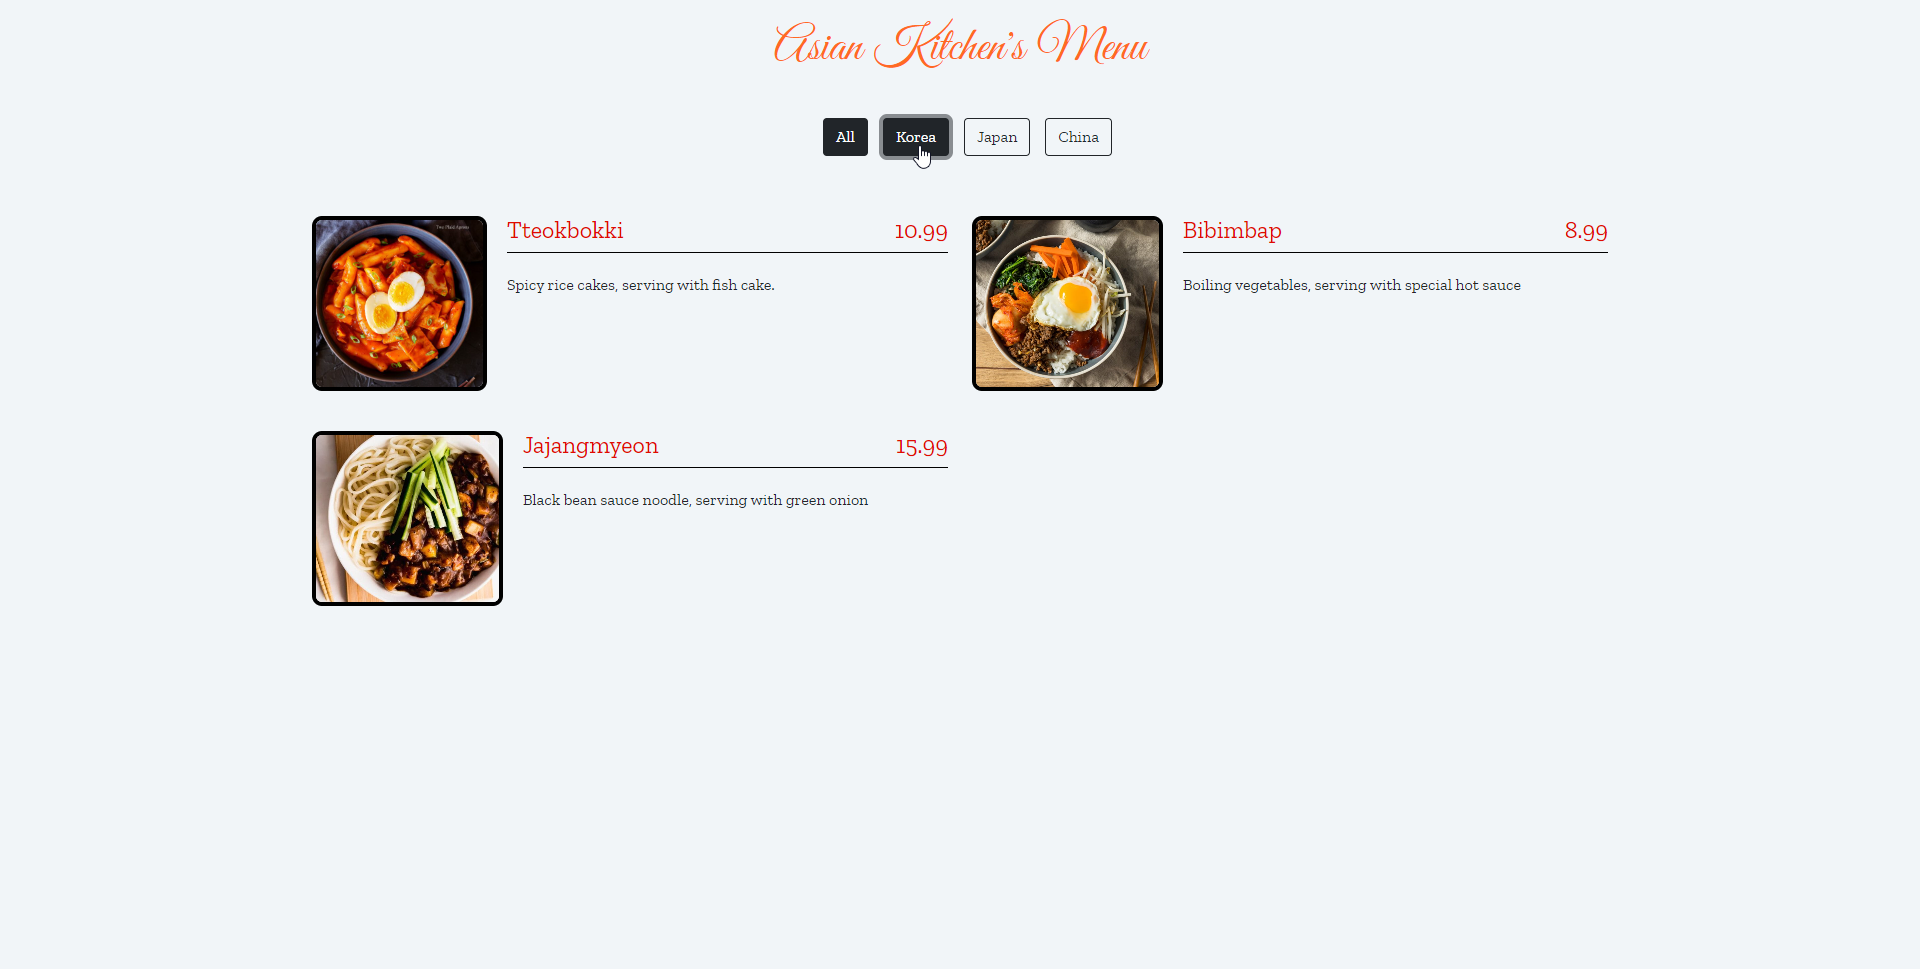 Asian Kitchen's Menu
All
Korea
Japan
China
Tteokbokki 10.99
Spicy rice cakes, serving with fish cake.
Bibimbap 8.99
Boiling vegetables, serving with special hot sauce
Jajangmyeon 15.99
Black bean sauce noodle, serving with green onion